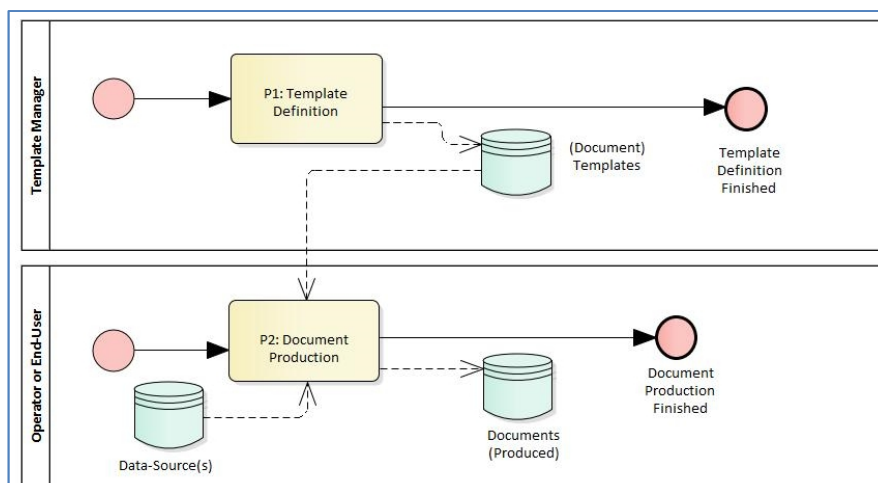 Template Manager
P1: Template
Definition
(Document)
Templates
Template
Definition
Finished
Operator or End-User
P2: Document
Production
Data-Source(s)
Documents
(Produced)
Document
Production
Finished